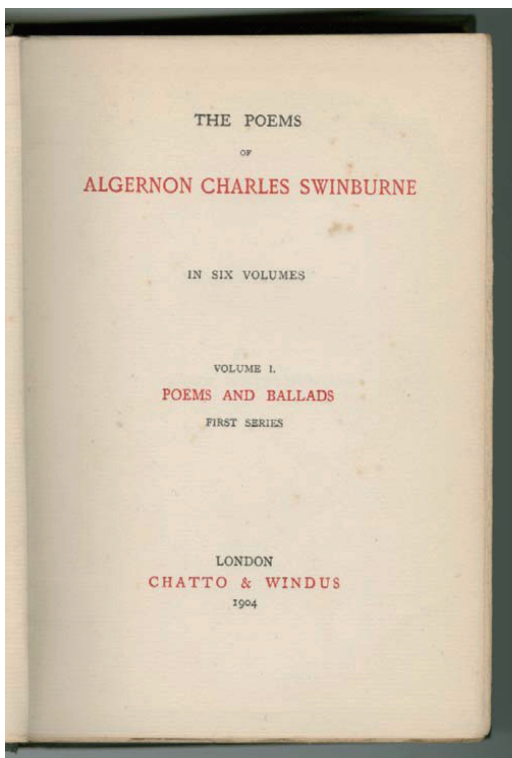 THE POEMS
OF
ALGERNON CHARLES SWINBURNE
IN SIX VOLUMES
VOLUME I.
POEMS AND BALLADS
FIRST SERIES
LONDON
CHATTO & WINDUS
1904